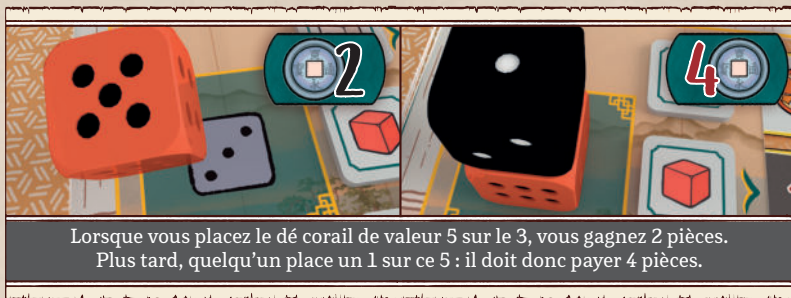 2
4
Lorsque vous placez le dé corail de valeur 5 sur le 3, vous gagnez 2 pièces.
Plus tard, quelqu'un place un 1 sur ce 5 : il doit donc payer 4 pièces.